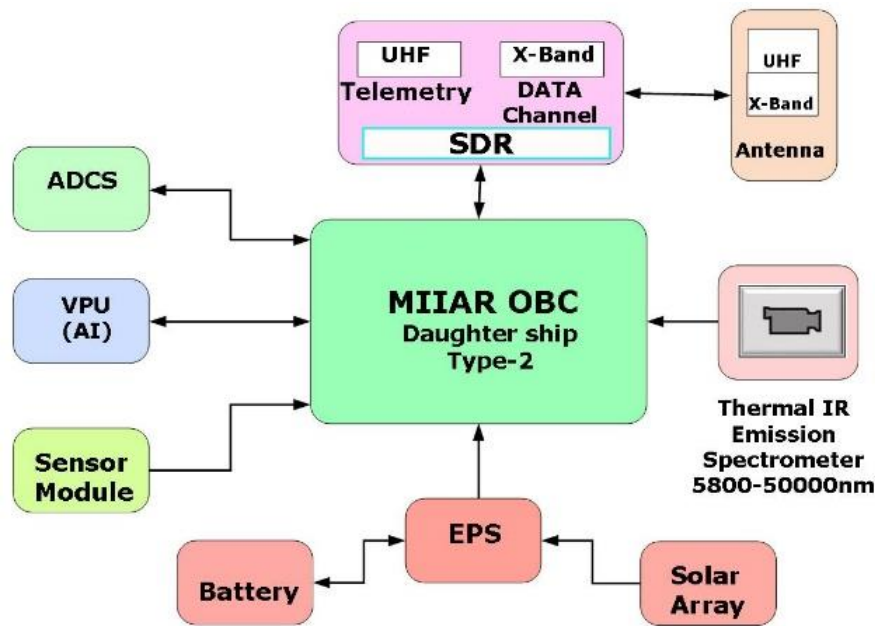 UHF
Telemetry
X-Band
DATA
Channel
SDR
UHF
X-Band
Antenna
ADCS
VPU
(AI)
Sensor
Module
MIIAR OBC
Daughter ship
Type-2
Thermal IR
Emission
Spectrometer
5800-50000nm
EPS
Battery
Solar
Array